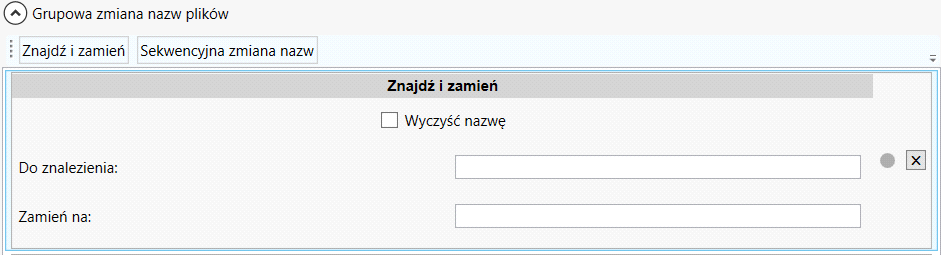 Grupowa zmiana nazw plików
Znajdź i zamień Sekwencyjna zmiana nazw
Znajdź i zamień
Wyczyść nazwę
Do znalezienia:
Zamień na: